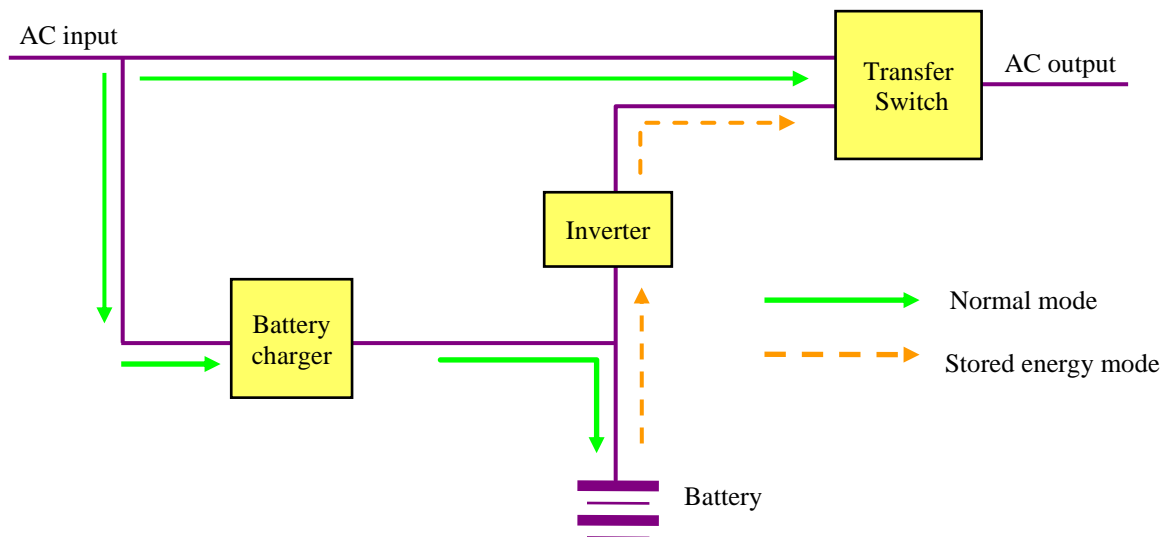 AC input
Transfer
Switch
AC output
Inverter
Battery
charger
Normal mode
Stored energy mode
Battery